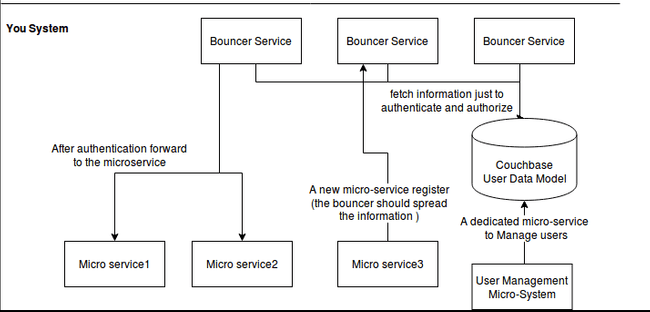 You System
Bouncer Service
Bouncer Service
Bouncer Service
fetch information just to
authenticate and authorize
After authentication forward
to the microservice
Couchbase
User Data Model
A new micro-service register
(the bouncer should spread
the information )
A dedicated micro-service
to Manage users
Micro service1
Micro service2
Micro service3
User Management
Micro-System